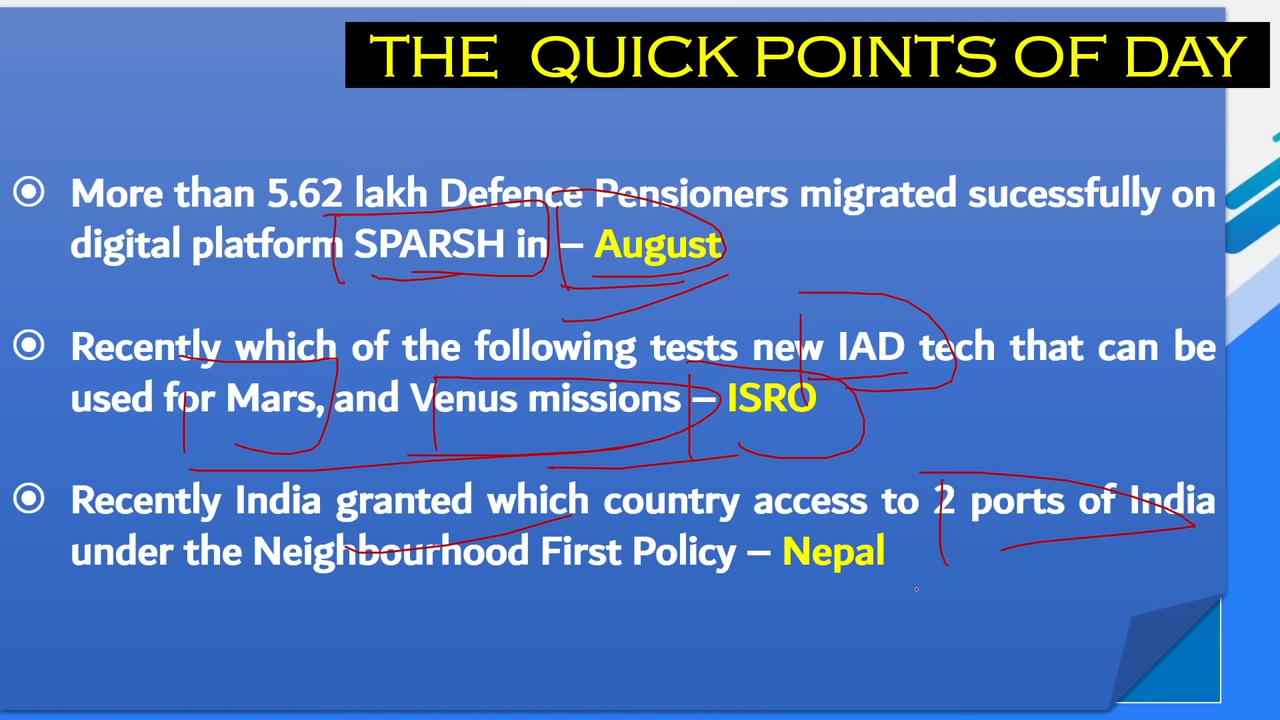 THE QUICK POINTS OF DAY
More than 5.62 lakh Defence Pensioners migrated sucessfully on
digital platform SPARSH in – August
Recently which of the following tests new IAD tech that can be
used for Mars, and Venus missions – ISRO
Recently India granted which country access to 2 ports of India
under the Neighbourhood First Policy – Nepal